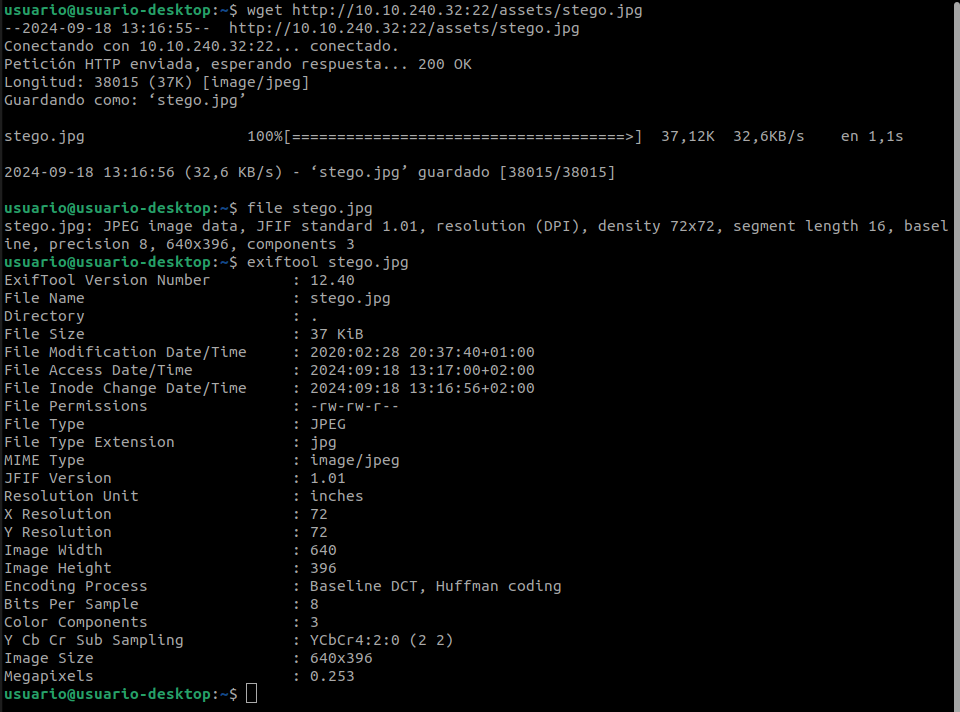 usuario@usuario-desktop:~$ wget http://10.10.240.32:22/assets/stego.jpg
--2024-09-18 13:16:55--  http://10.10.240.32:22/assets/stego.jpg
Conectando con 10.10.240.32:22... conectado.
Petición HTTP enviada, esperando respuesta... 200 OK
Longitud: 38015 (37K) [image/jpeg]
Guardando como: ‘stego.jpg’

stego.jpg                  100%[=====================================>]  37,12K  32,6KB/s    en 1,1s

2024-09-18 13:16:56 (32,6 KB/s) - ‘stego.jpg’ guardado [38015/38015]

usuario@usuario-desktop:~$ file stego.jpg
stego.jpg: JPEG image data, JFIF standard 1.01, resolution (DPI), density 72x72, segment length 16, basel
ine, precision 8, 640x396, components 3
usuario@usuario-desktop:~$ exiftool stego.jpg
ExifTool Version Number         : 12.40
File Name                       : stego.jpg
Directory                       : .
File Size                       : 37 KiB
File Modification Date/Time     : 2020:02:28 20:37:40+01:00
File Access Date/Time           : 2024:09:18 13:17:00+02:00
File Inode Change Date/Time     : 2024:09:18 13:16:56+02:00
File Permissions                : -rw-rw-r--
File Type                       : JPEG
File Type Extension             : jpg
MIME Type                       : image/jpeg
JFIF Version                    : 1.01
Resolution Unit                 : inches
X Resolution                    : 72
Y Resolution                    : 72
Image Width                     : 640
Image Height                    : 396
Encoding Process                : Baseline DCT, Huffman coding
Bits Per Sample                 : 8
Color Components                : 3
Y Cb Cr Sub Sampling            : YCbCr4:2:0 (2 2)
Image Size                      : 640x396
Megapixels                      : 0.253
usuario@usuario-desktop:~$